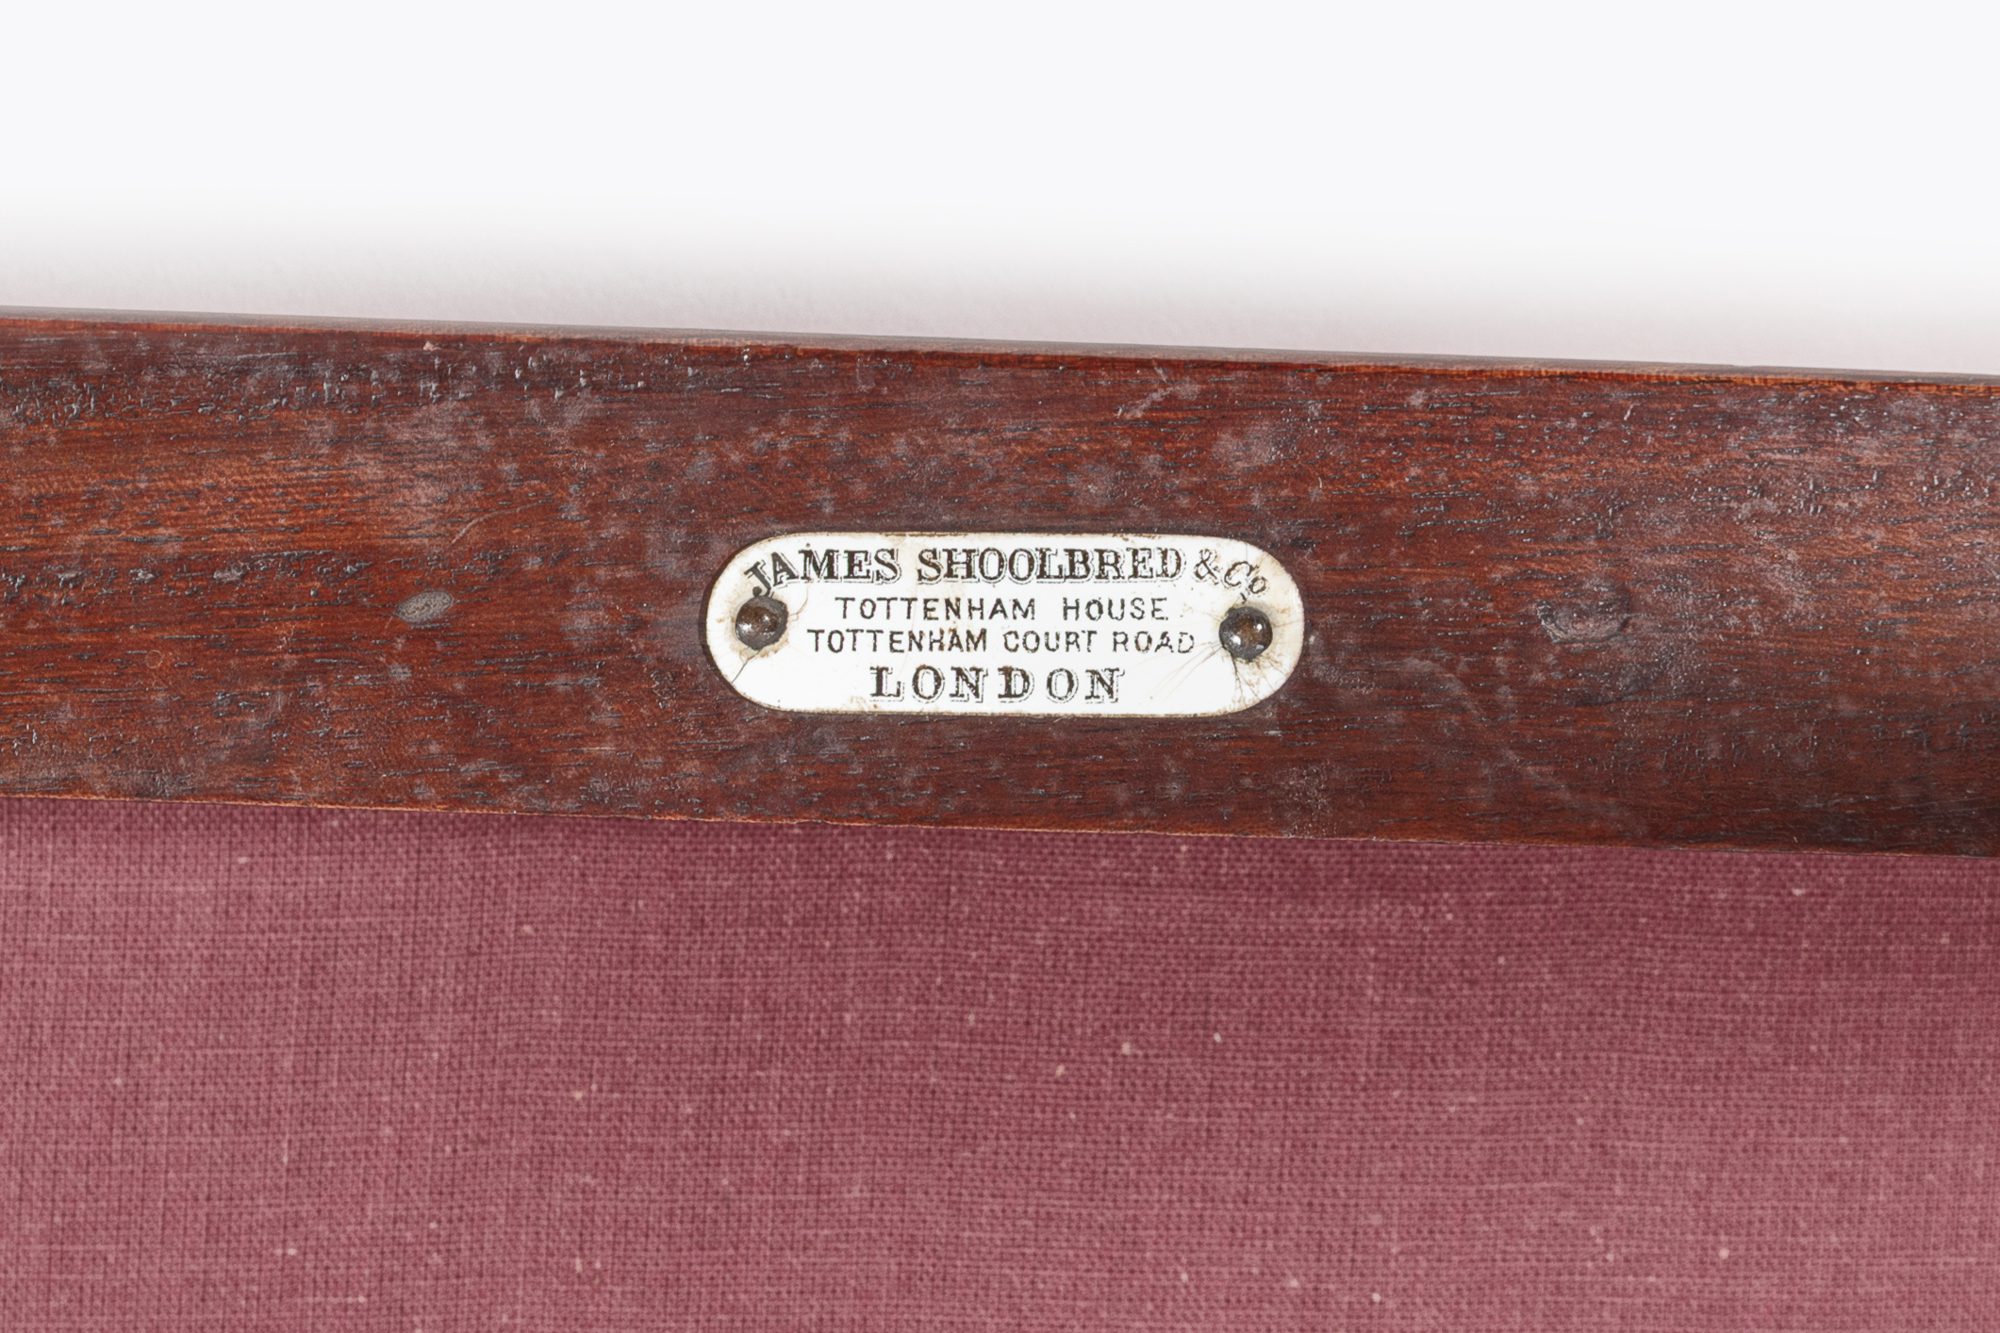 JAMES SHOOLBRED & Co.
TOTTENHAM HOUSE.
TOTTENHAM COURT ROAD
LONDON